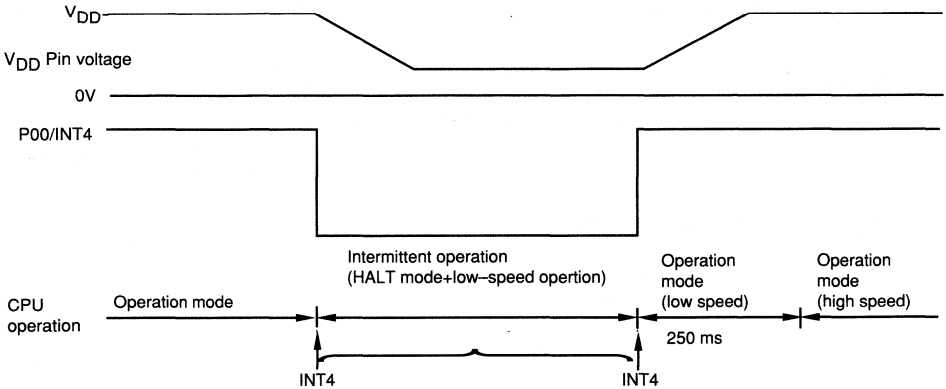 VDD
VDD Pin voltage
0V
P00/INT4
Intermittent operation
(HALT mode+low–speed opertion)
Operation
mode
(low speed)
Operation
mode
(high speed)
CPU
operation
Operation mode
250 ms
INT4
INT4